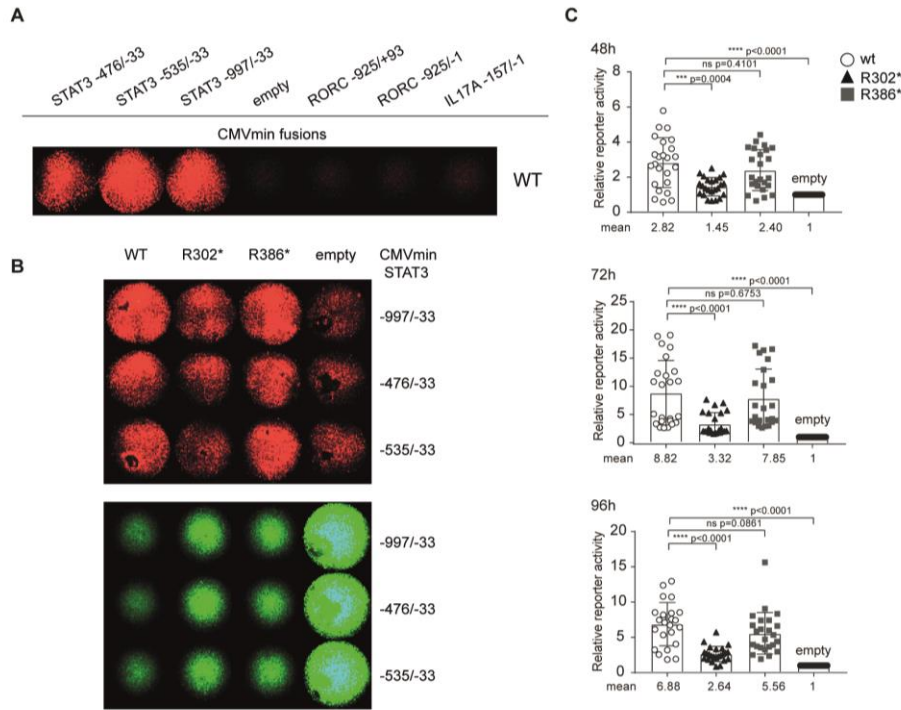 A
STAT3 -476/-33
STAT3 -535/-33
STAT3 -997/-33
empty
RORC -925/+93
RORC -925/-1
IL17A -157/-1
CMVmin fusions
WT
B
WT R302* R386* empty CMVmin
STAT3
-997/-33
-476/-33
-535/-33
-997/-33
-476/-33
-535/-33
C
wt
R302*
R386*
48h
**** p<0.0001
ns p=0.4101
*** p=0.0004
Relative reporter activity
8
6
4
2
0
empty
mean 2.82 1.45 2.40 1
72h
**** p<0.0001
ns p=0.6753
**** p<0.0001
Relative reporter activity
25
20
15
10
5
0
empty
mean 8.82 3.32 7.85 1
96h
**** p<0.0001
ns p=0.0861
**** p<0.0001
Relative reporter activity
20
15
10
5
0
empty
mean 6.88 2.64 5.56 1